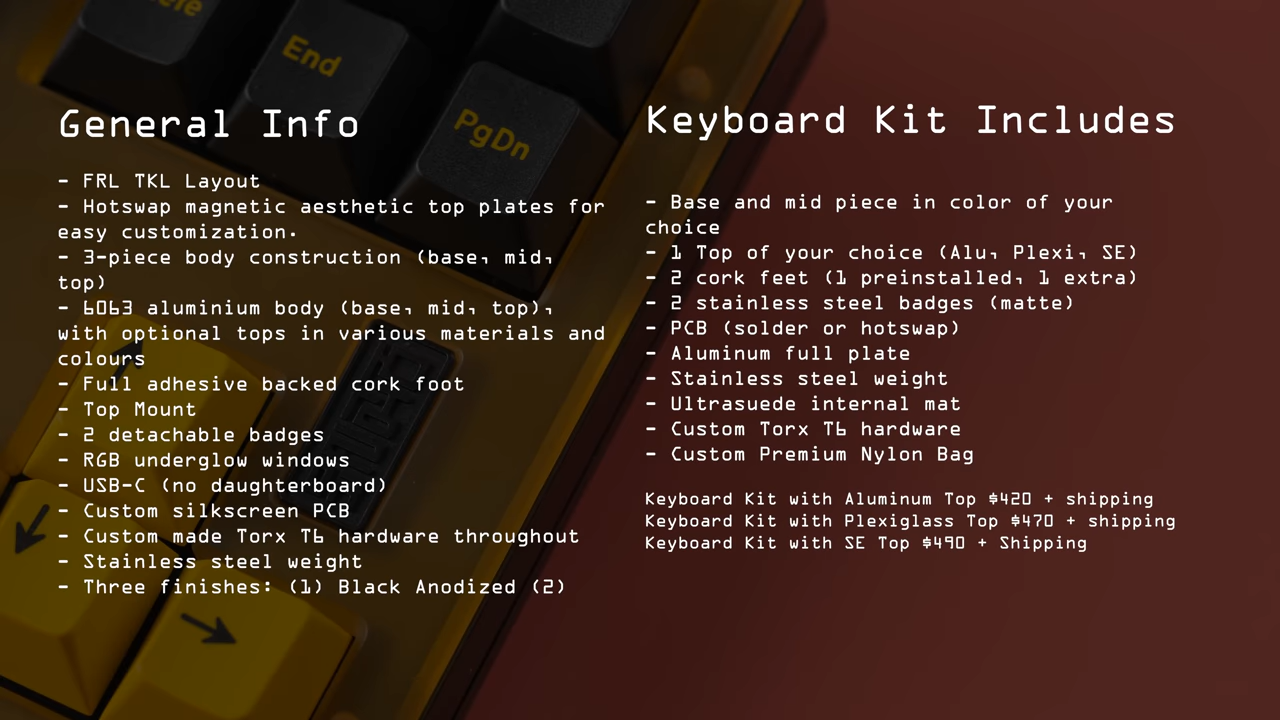 End
PgDn
General Info
- FRL TKL Layout
- Hotswap magnetic aesthetic top plates for
easy customization.
- 3-piece body construction (base, mid,
top)
- 6063 aluminium body (base, mid, top),
with optional tops in various materials and
colours
- Full adhesive backed cork foot
- Top Mount
- 2 detachable badges
- RGB underglow windows
- USB-C (no daughterboard)
- Custom silkscreen PCB
- Custom made Torx T6 hardware throughout
- Stainless steel weight
- Three finishes: (1) Black Anodized (2)
Keyboard Kit Includes
- Base and mid piece in color of your
choice
- 1 Top of your choice (Alu, Plexi, SE)
- 2 cork feet (1 preinstalled, 1 extra)
- 2 stainless steel badges (matte)
- PCB (solder or hotswap)
- Aluminum full plate
- Stainless steel weight
- Ultrasuede internal mat
- Custom Torx T6 hardware
- Custom Premium Nylon Bag
Keyboard Kit with Aluminum Top $420 + shipping
Keyboard Kit with Plexiglass Top $470 + shipping
Keyboard Kit with SE Top $490 + Shipping